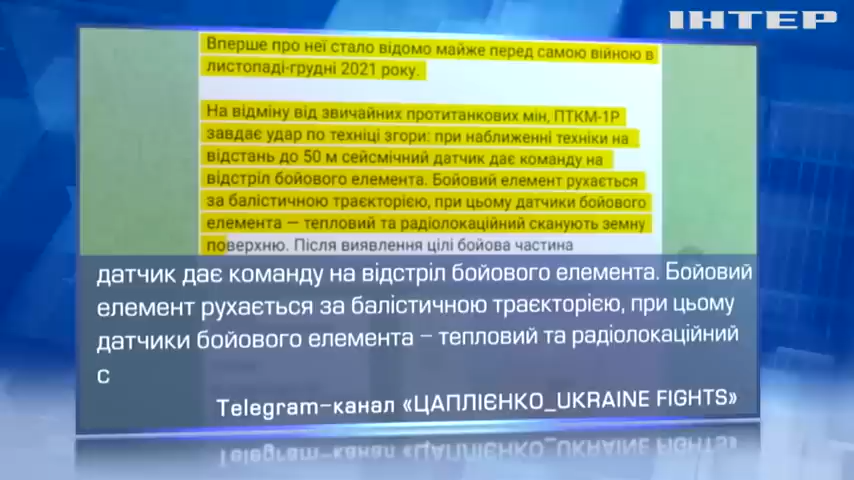 ІНТЕР
Вперше про неї стало відомо майже перед самою війною в
листопаді-грудні 2021 року.
На відміну від звичайних протитанкових мін, ПТКМ-1Р
завдає удар по техніці згори: при наближенні техніки на
відстань до 50 м сейсмічний датчик дає команду на
відстріл бойового елемента. Бойовий елемент рухається
за балістичною траєкторією, при цьому датчики бойового
елемента — тепловий та радіолокаційний сканують земну
поверхню. Після виявлення цілі бойова частина
датчик дає команду на відстріл бойового елемента. Бойовий
елемент рухається за балістичною траєкторією, при цьому
датчики бойового елемента – тепловий та радіолокаційний
с
Telegram-канал «ЦАПЛІЄНКО_UKRAINE FIGHTS»